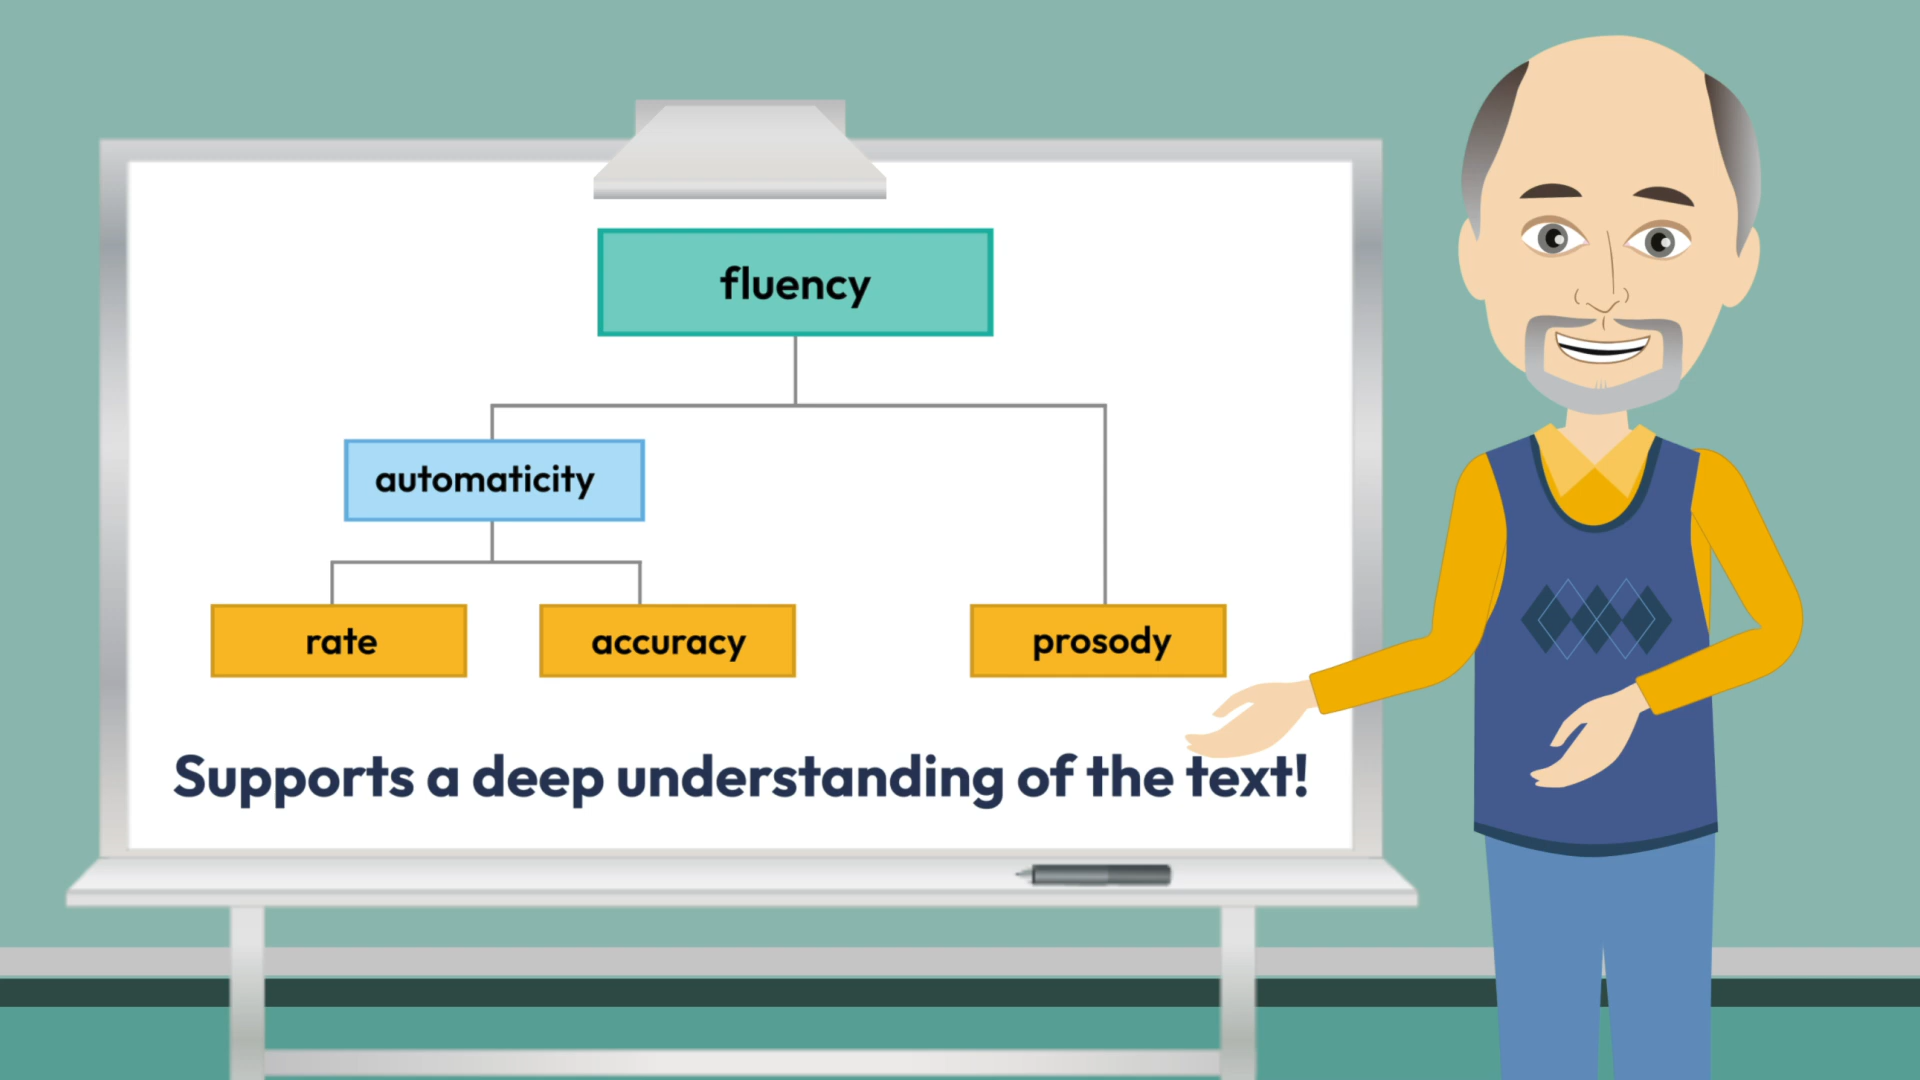 fluency
automaticity
rate
accuracy
prosody
Supports a deep understanding of the text!